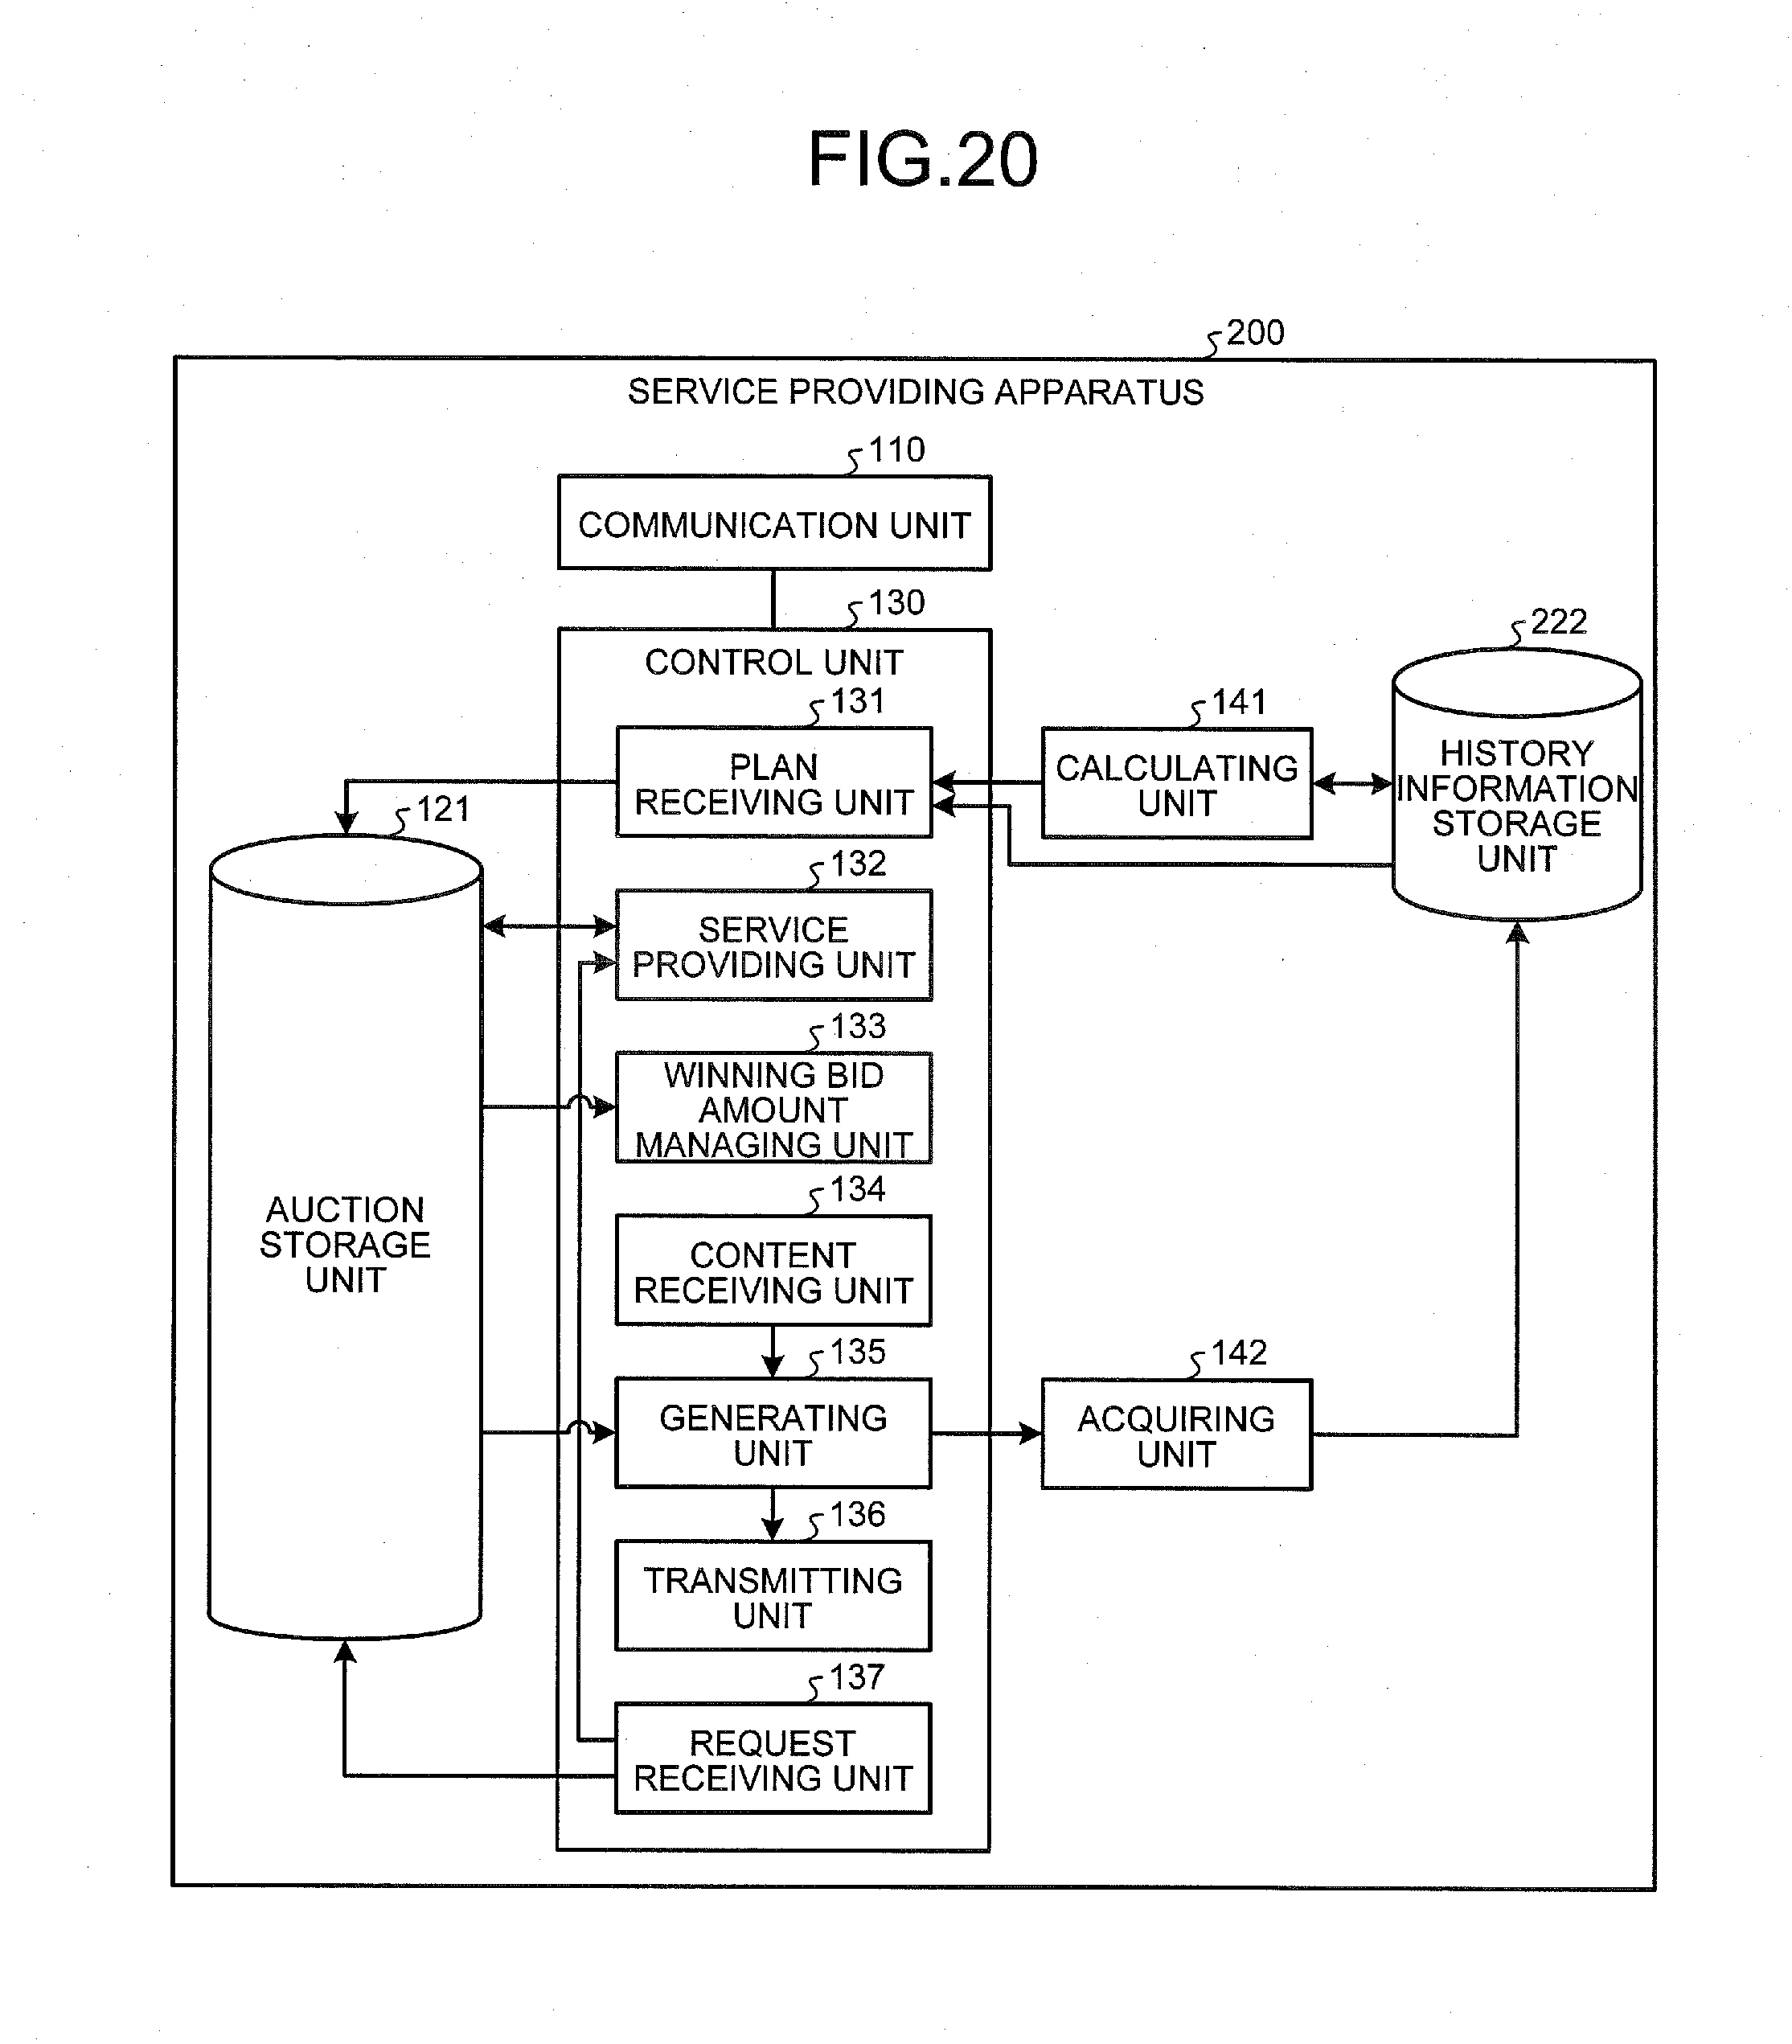 FIG.20
200
SERVICE PROVIDING APPARATUS
110
COMMUNICATION UNIT
130
CONTROL UNIT
131
PLAN
RECEIVING UNIT
141
CALCULATING
UNIT
222
HISTORY
INFORMATION
STORAGE
UNIT
121
AUCTION
STORAGE
UNIT
132
SERVICE
PROVIDING UNIT
133
WINNING BID
AMOUNT
MANAGING UNIT
134
CONTENT
RECEIVING UNIT
135
GENERATING
UNIT
142
ACQUIRING
UNIT
136
TRANSMITTING
UNIT
137
REQUEST
RECEIVING UNIT